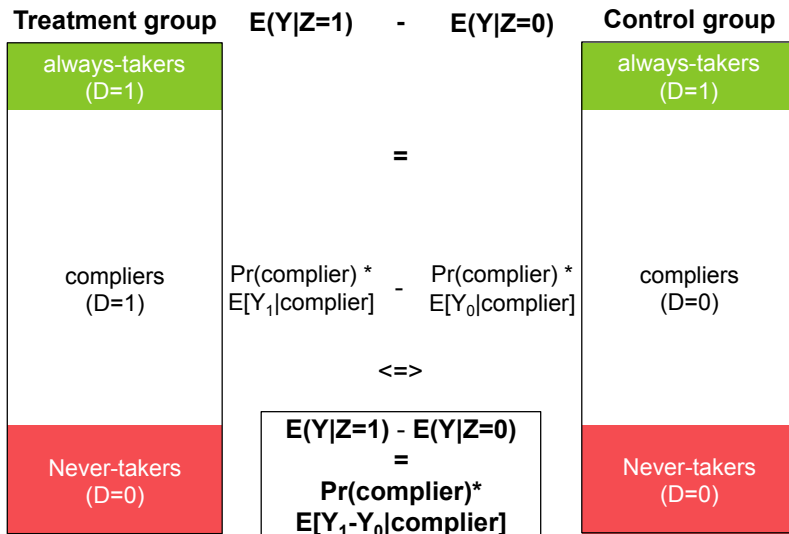 Treatment group E(Y|Z=1) - E(Y|Z=0) Control group
always-takers
(D=1)
always-takers
(D=1)
=
compliers
(D=1)
Pr(complier) *
E[Y₁|complier]
-
Pr(complier) *
E[Y₀|complier]
compliers
(D=0)
<=>
E(Y|Z=1) - E(Y|Z=0)
=
Pr(complier)*
E[Y₁-Y₀|complier]
Never-takers
(D=0)
Never-takers
(D=0)